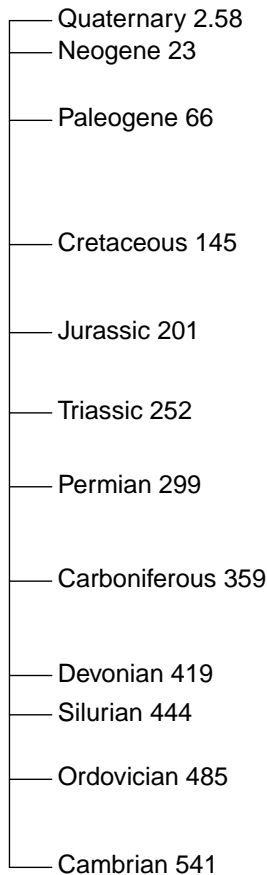 Quaternary 2.58
Neogene 23
Paleogene 66
Cretaceous 145
Jurassic 201
Triassic 252
Permian 299
Carboniferous 359
Devonian 419
Silurian 444
Ordovician 485
Cambrian 541